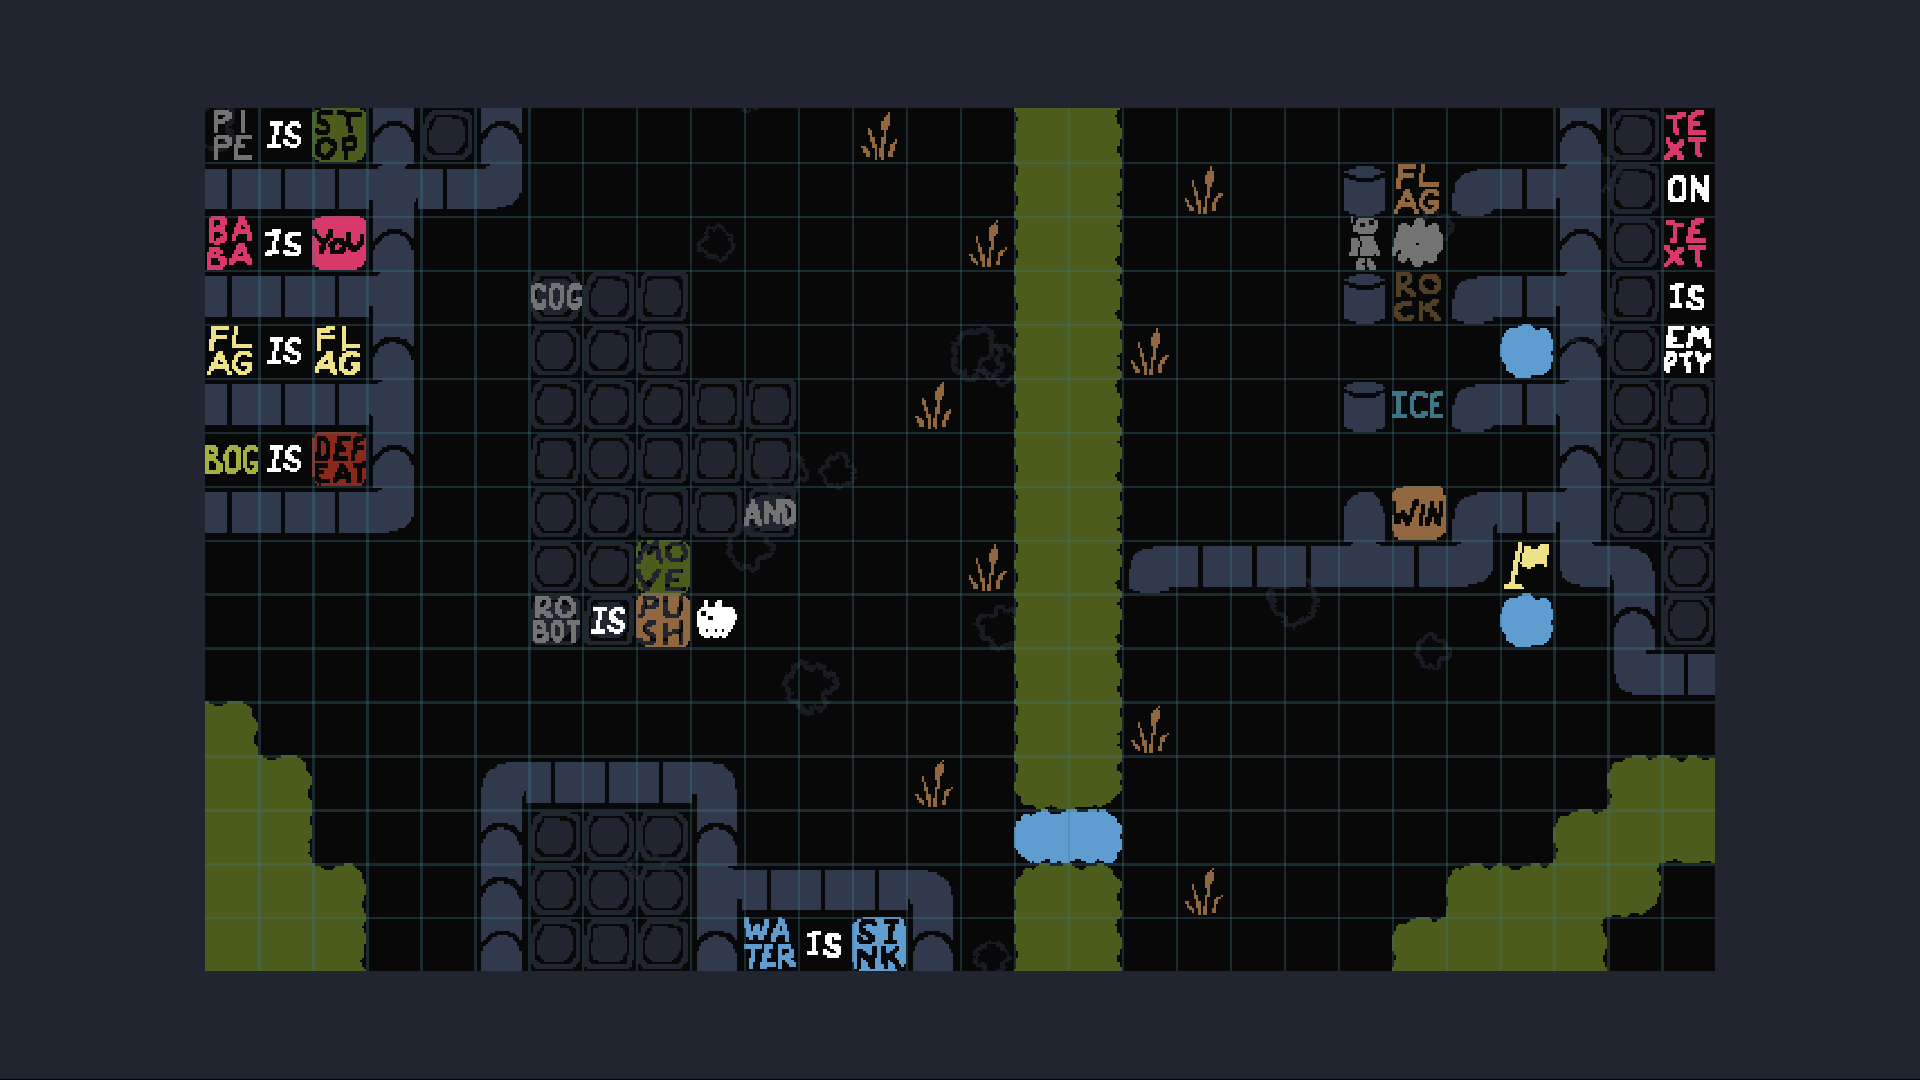 PIPE IS STOP
TEXT
FLAG
ON
BABA IS YOU
TEXT
COG
ROCK
IS
FLAG IS FLAG
EMPTY
ICE
BOG IS DEFEAT
AND
WIN
MOVE
ROBOT IS PUSH
WATER IS SINK